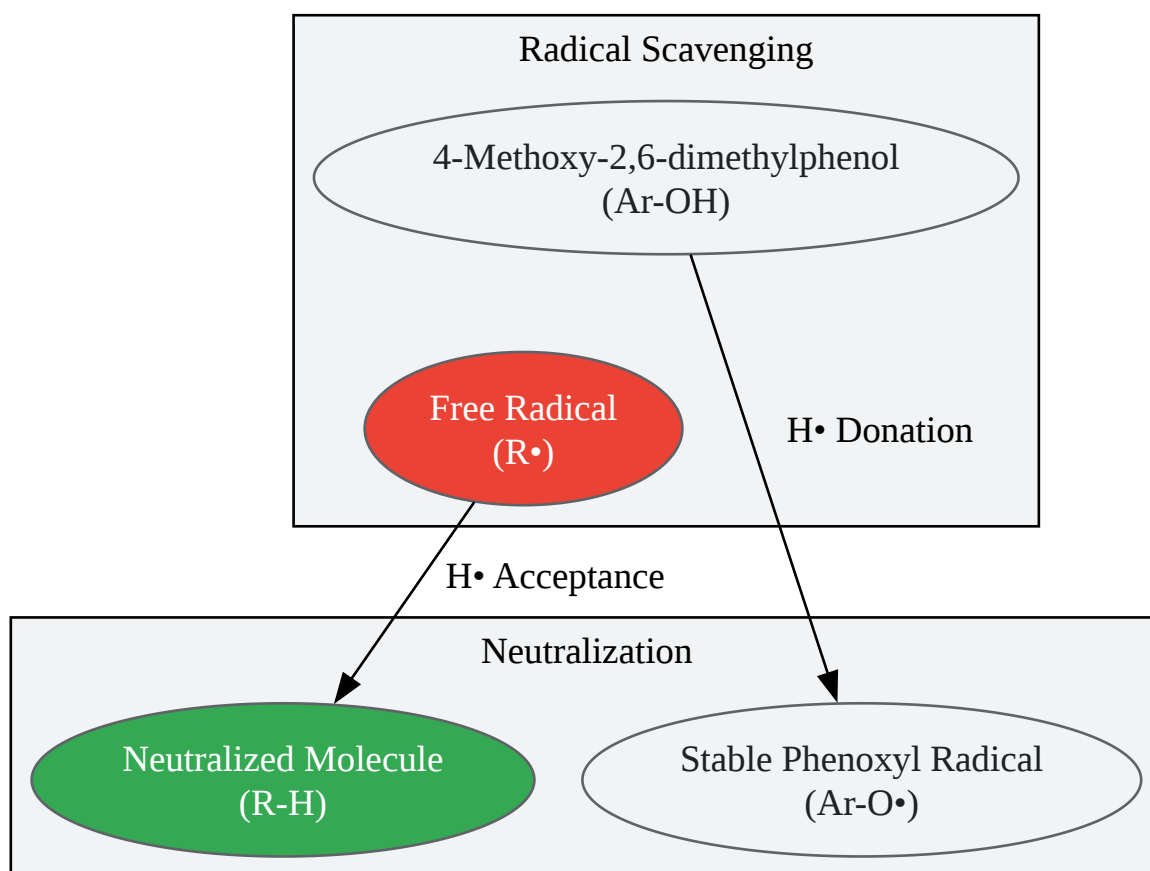 Radical Scavenging
4-Methoxy-2,6-dimethylphenol
(Ar-OH)
Free Radical
(R•)
H• Donation
H• Acceptance
Neutralization
Neutralized Molecule
(R-H)
Stable Phenoxyl Radical
(Ar-O•)